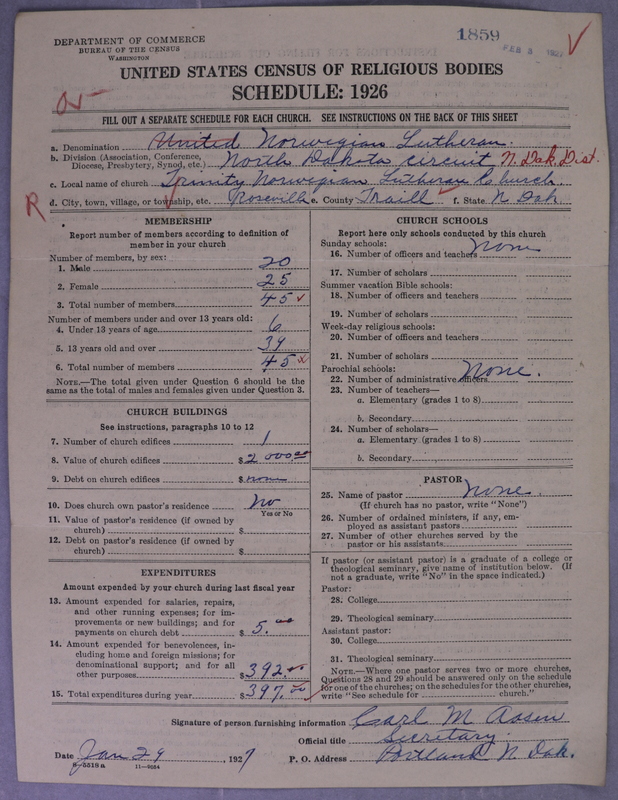 DEPARTMENT OF COMMERCE
BUREAU OF THE CENSUS
WASHINGTON
1859
FEB 3 1927
UNITED STATES CENSUS OF RELIGIOUS BODIES
SCHEDULE: 1926
FILL OUT A SEPARATE SCHEDULE FOR EACH CHURCH. SEE INSTRUCTIONS ON THE BACK OF THIS SHEET
a. Denomination United Norwegian Lutheran.
b. Division (Association, Conference, Diocese, Presbytery, Synod, etc.) North Dakota circuit N. Dak. Dist.
c. Local name of church Trinity Norwegian Lutheran Church.
R d. City, town, village, or township, etc. Roseville e. County Traill f. State N Dak
MEMBERSHIP
Report number of members according to definition of
member in your church
Number of members, by sex:
1. Male 20
2. Female 25
3. Total number of members 45
Number of members under and over 13 years old:
4. Under 13 years of age 6
5. 13 years old and over 39
6. Total number of members 45
NOTE.—The total given under Question 6 should be the
same as the total of males and females given under Question 3.
CHURCH BUILDINGS
See instructions, paragraphs 10 to 12
7. Number of church edifices 1
8. Value of church edifices $ 2 000.00
9. Debt on church edifices $ none
10. Does church own pastor's residence No
Yes or No
11. Value of pastor's residence (if owned by
church) $
12. Debt on pastor's residence (if owned by
church) $
EXPENDITURES
Amount expended by your church during last fiscal year
13. Amount expended for salaries, repairs,
and other running expenses; for im-
provements or new buildings; and for
payments on church debt $ 5.00
14. Amount expended for benevolences, in-
cluding home and foreign missions; for
denominational support; and for all
other purposes $ 392.00
15. Total expenditures during year $ 397.00
CHURCH SCHOOLS
Report here only schools conducted by this church
Sunday schools:
16. Number of officers and teachers None
17. Number of scholars
Summer vacation Bible schools:
18. Number of officers and teachers
19. Number of scholars
Week-day religious schools:
20. Number of officers and teachers
21. Number of scholars
Parochial schools:
22. Number of administrative officers None.
23. Number of teachers—
a. Elementary (grades 1 to 8)
b. Secondary
24. Number of scholars—
a. Elementary (grades 1 to 8)
b. Secondary
PASTOR
25. Name of pastor None.
(If church has no pastor, write "None")
26. Number of ordained ministers, if any, em-
ployed as assistant pastors
27. Number of other churches served by the
pastor or his assistants
If pastor (or assistant pastor) is a graduate of a college or
theological seminary, give name of institution below. (If
not a graduate, write "No" in the space indicated.)
Pastor:
28. College
29. Theological seminary
Assistant pastor:
30. College
31. Theological seminary
NOTE.—Where one pastor serves two or more churches,
Questions 28 and 29 should be answered only on the schedule
for one of the churches; on the schedules for the other churches,
write "See schedule for church."
Signature of person furnishing information Carl M Aasen
Official title Secretary.
Date Jan 29, 1927 P. O. Address Portland N Dak.
8-5519a 11-9054